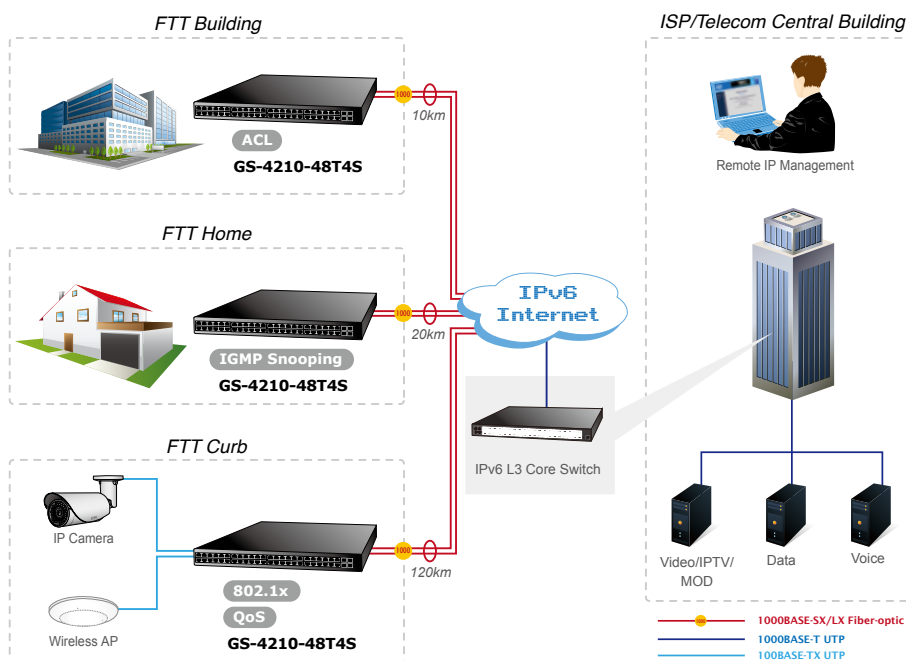 FTT Building
ISP/Telecom Central Building
1000
10km
ACL
GS-4210-48T4S
Remote IP Management
FTT Home
1000
20km
IGMP Snooping
GS-4210-48T4S
IPv6
Internet
IPv6 L3 Core Switch
FTT Curb
IP Camera
1000
120km
802.1x
QoS
GS-4210-48T4S
Wireless AP
Video/IPTV/
MOD
Data
Voice
1000
1000BASE-SX/LX Fiber-optic
1000BASE-T UTP
100BASE-TX UTP